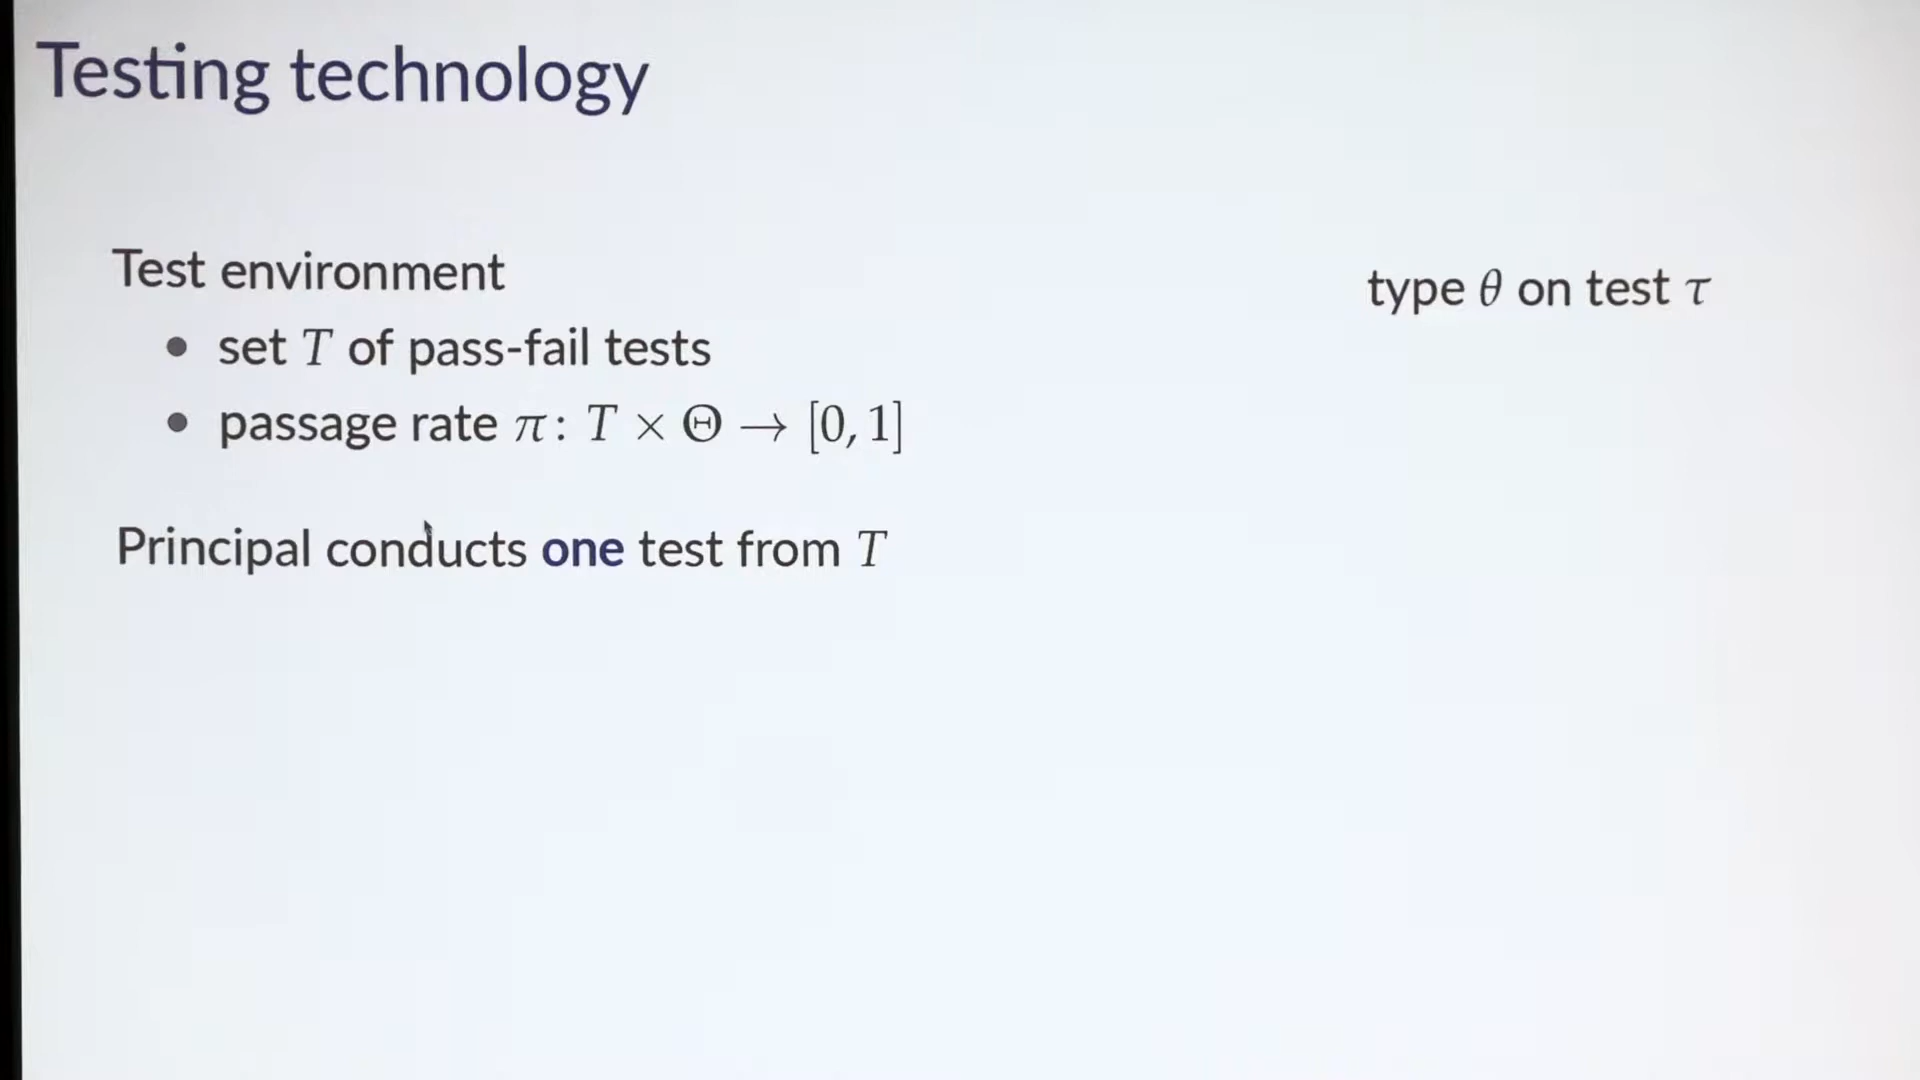 Testing technology
Test environment
type θ on test τ
• set T of pass-fail tests
• passage rate π: T × Θ → [0, 1]
Principal conducts one test from T